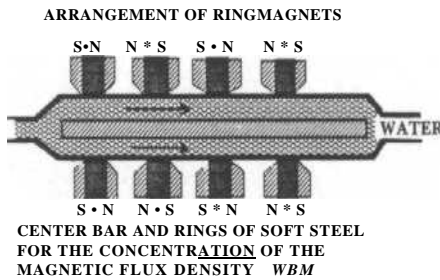 ARRANGEMENT OF RINGMAGNETS
S•N N * S S • N N * S
WATER
S • N N • S S * N N * S
CENTER BAR AND RINGS OF SOFT STEEL
FOR THE CONCENTRATION OF THE
MAGNETIC FLUX DENSITY WBM